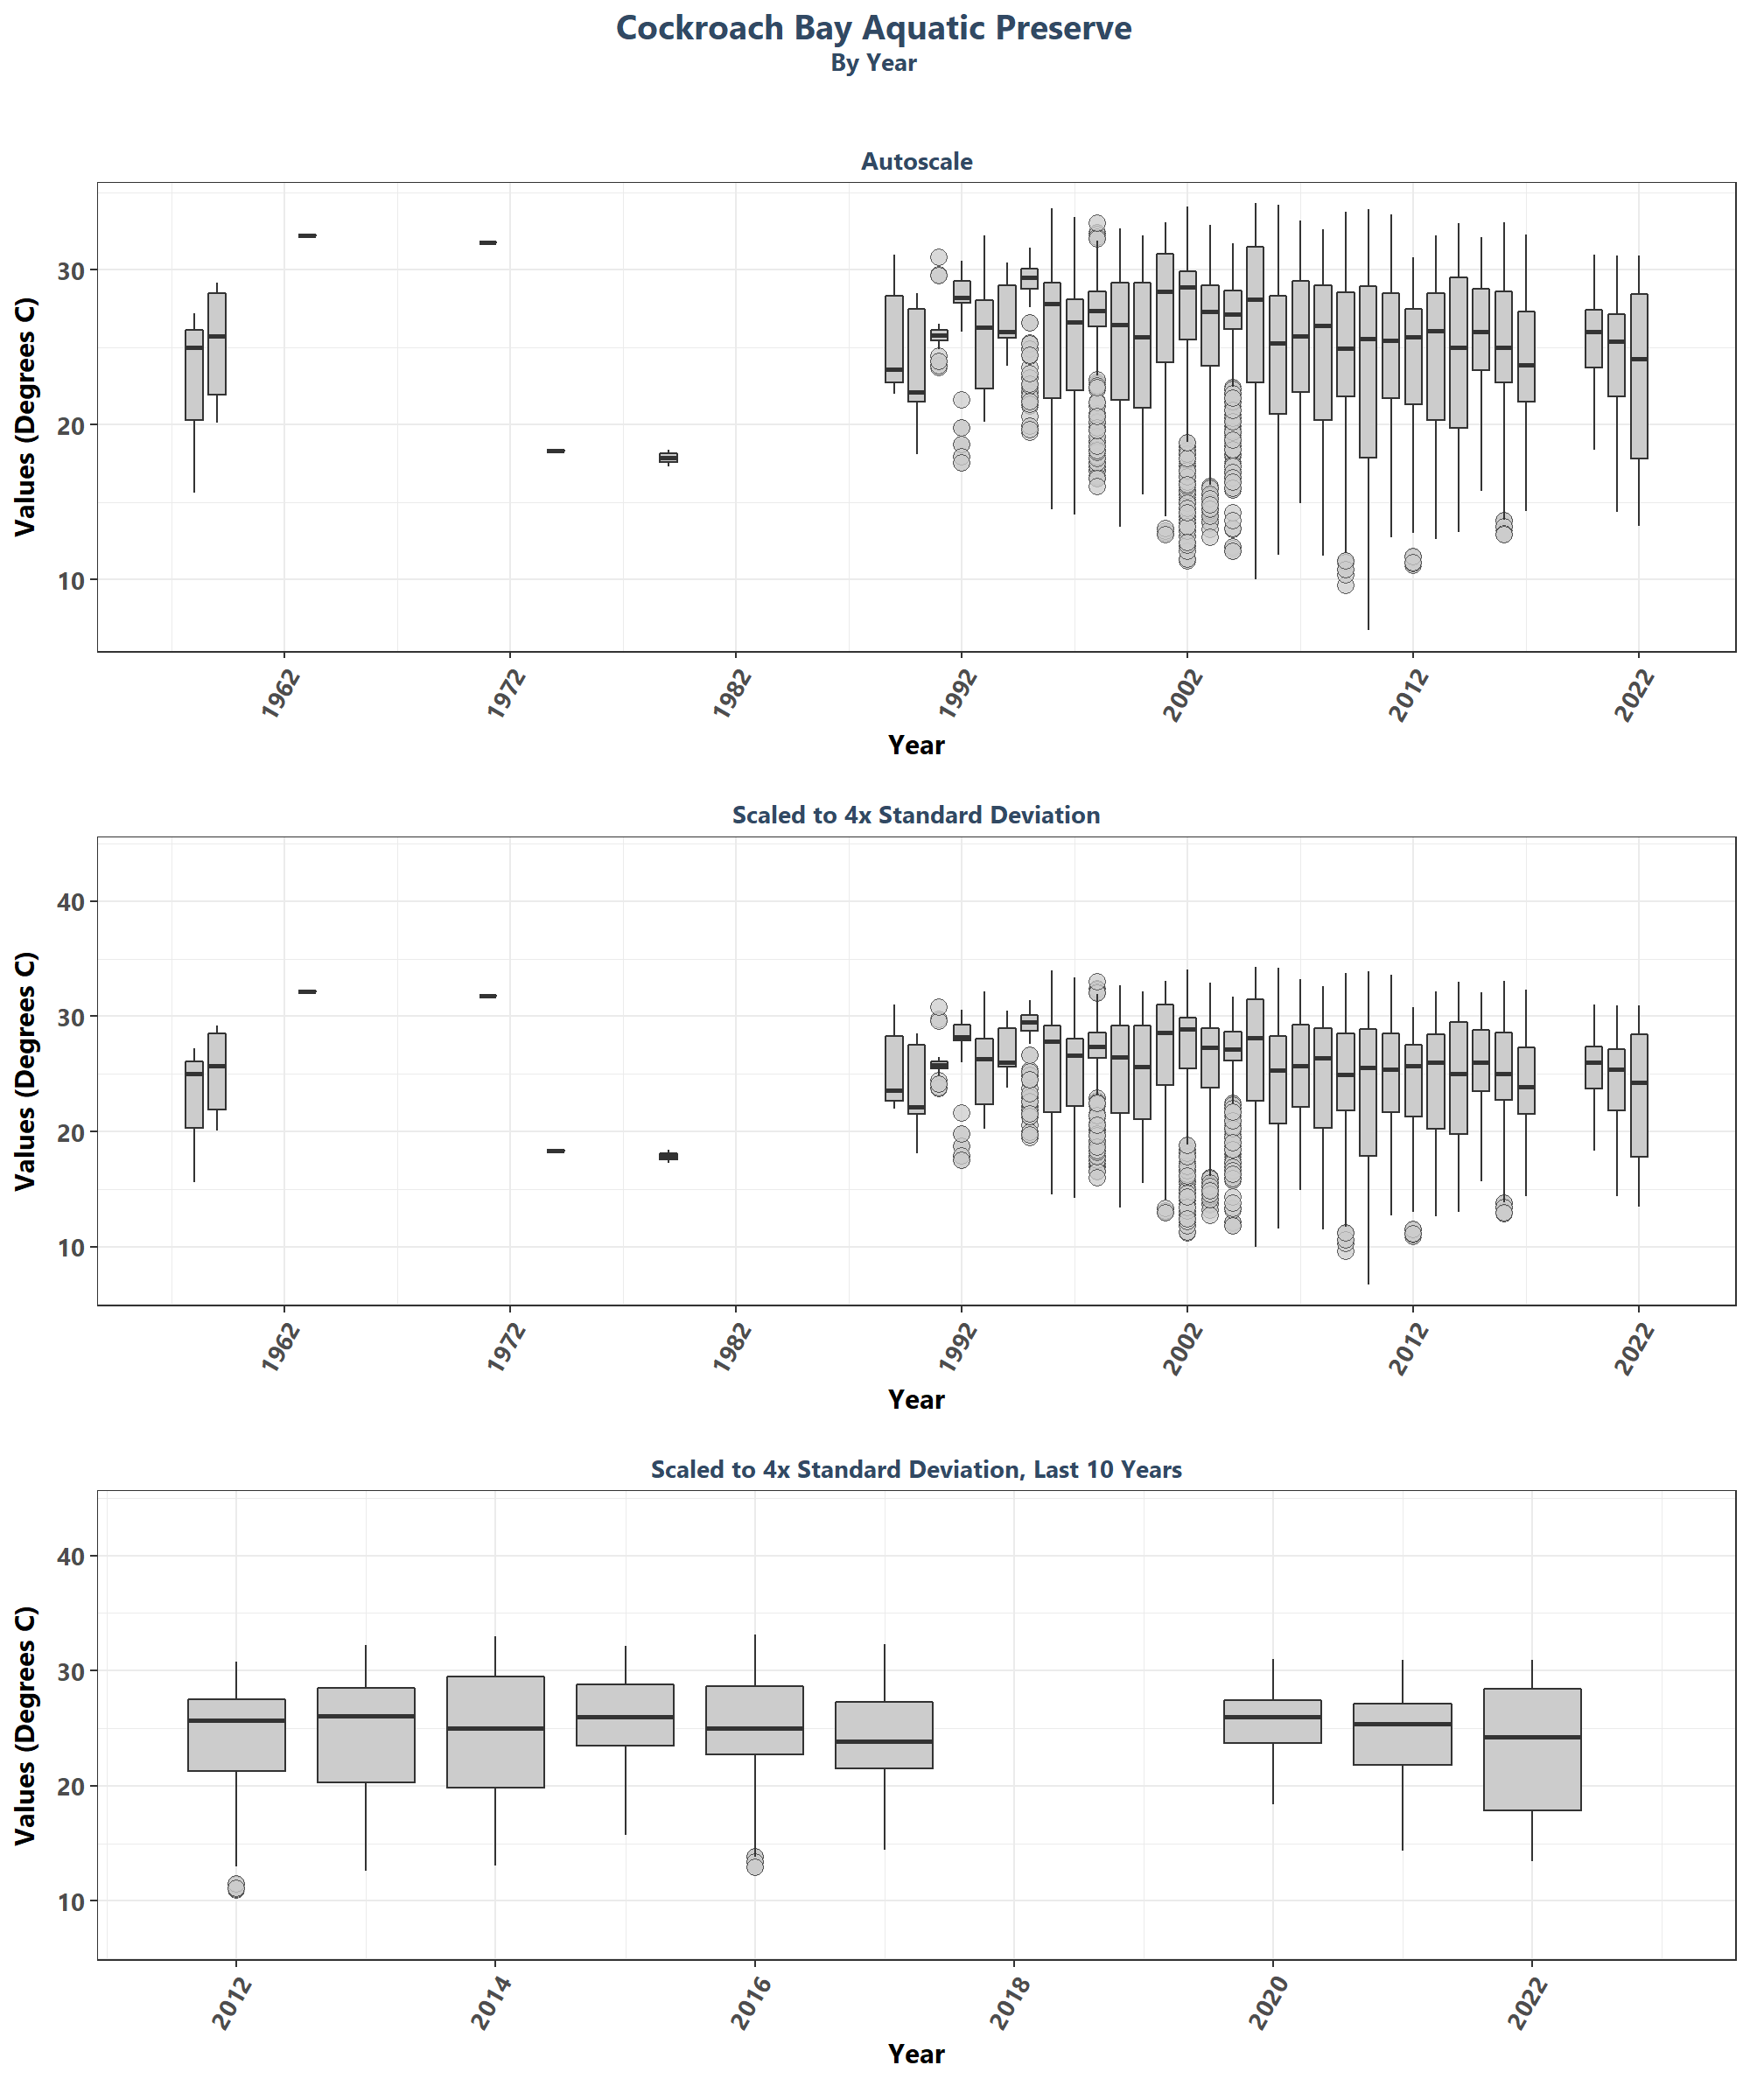 Cockroach Bay Aquatic Preserve
By Year
Autoscale
Values (Degrees C)
30
20
10
1962 1972 1982 1992 2002 2012 2022
Year
Scaled to 4x Standard Deviation
Values (Degrees C)
40
30
20
10
1962 1972 1982 1992 2002 2012 2022
Year
Scaled to 4x Standard Deviation, Last 10 Years
Values (Degrees C)
40
30
20
10
2012 2014 2016 2018 2020 2022
Year